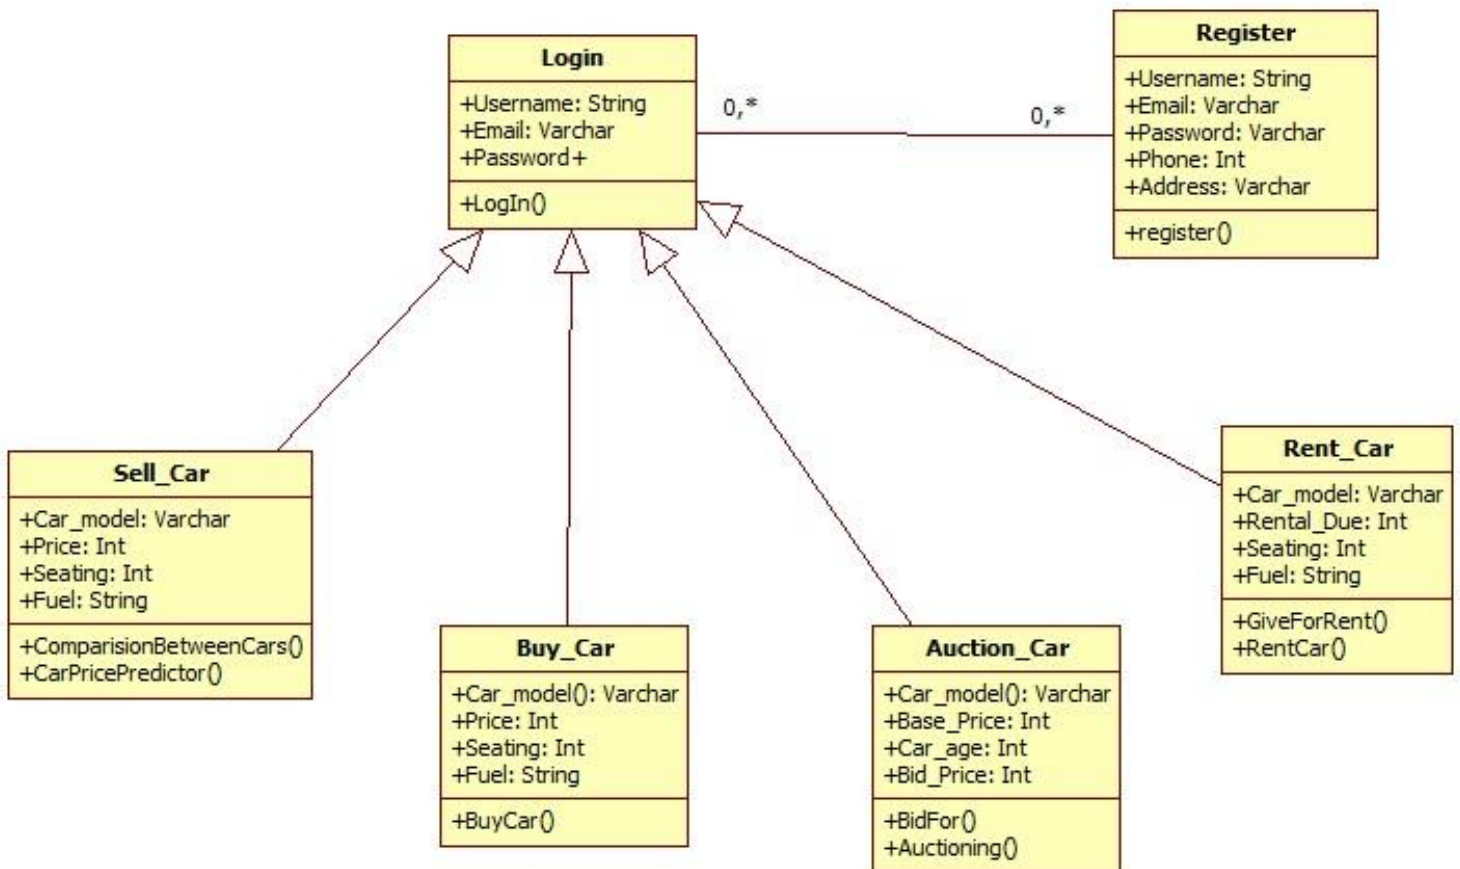 Login
+Username: String
+Email: Varchar
+Password+
+LogIn()
0,*
0,*
Register
+Username: String
+Email: Varchar
+Password: Varchar
+Phone: Int
+Address: Varchar
+register()
Sell_Car
+Car_model: Varchar
+Price: Int
+Seating: Int
+Fuel: String
+ComparisionBetweenCars()
+CarPricePredictor()
Buy_Car
+Car_model(): Varchar
+Price: Int
+Seating: Int
+Fuel: String
+BuyCar()
Auction_Car
+Car_model(): Varchar
+Base_Price: Int
+Car_age: Int
+Bid_Price: Int
+BidFor()
+Auctioning()
Rent_Car
+Car_model: Varchar
+Rental_Due: Int
+Seating: Int
+Fuel: String
+GiveForRent()
+RentCar()